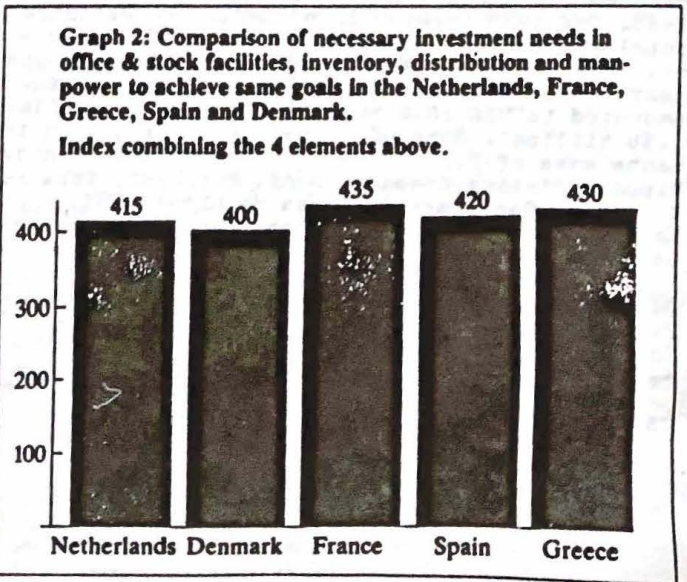 Graph 2: Comparison of necessary investment needs in
office & stock facilities, inventory, distribution and man-
power to achieve same goals in the Netherlands, France,
Greece, Spain and Denmark.
Index combining the 4 elements above.
415 400 435 420 430
400
300
200
100
Netherlands Denmark France Spain Greece